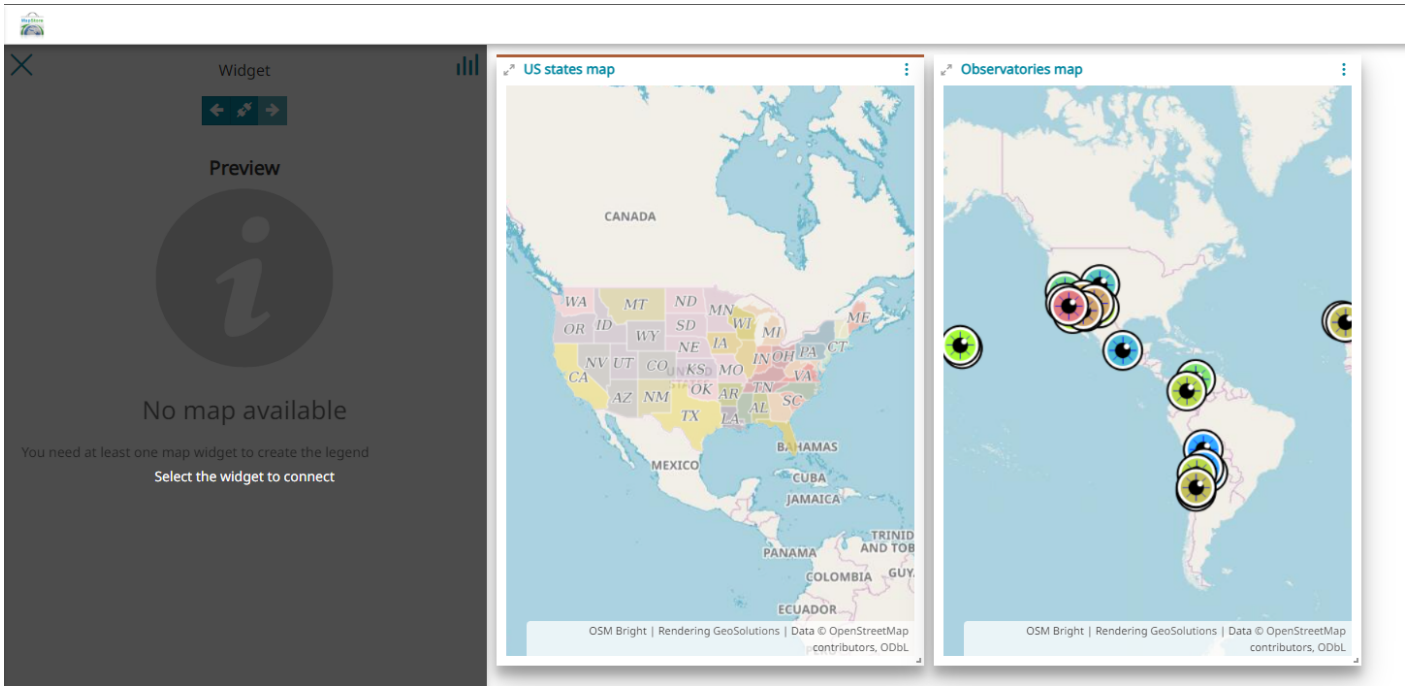 MapStore
Widget
Preview
No map available
You need at least one map widget to create the legend
Select the widget to connect
US states map
CANADA
WA MT ND MN
OR ID WY SD WI MI ME
NE IA
NV UT CO KS MO IN OH PA CT
CA UNITED VA
STATES
AZ NM OK AR TN
TX LA AL SC
BAHAMAS
MEXICO
CUBA
JAMAICA
TRINID
PANAMA AND TOB
COLOMBIA GUY.
ECUADOR
OSM Bright | Rendering GeoSolutions | Data © OpenStreetMap
contributors, ODbL
Observatories map
OSM Bright | Rendering GeoSolutions | Data © OpenStreetMap
contributors, ODbL